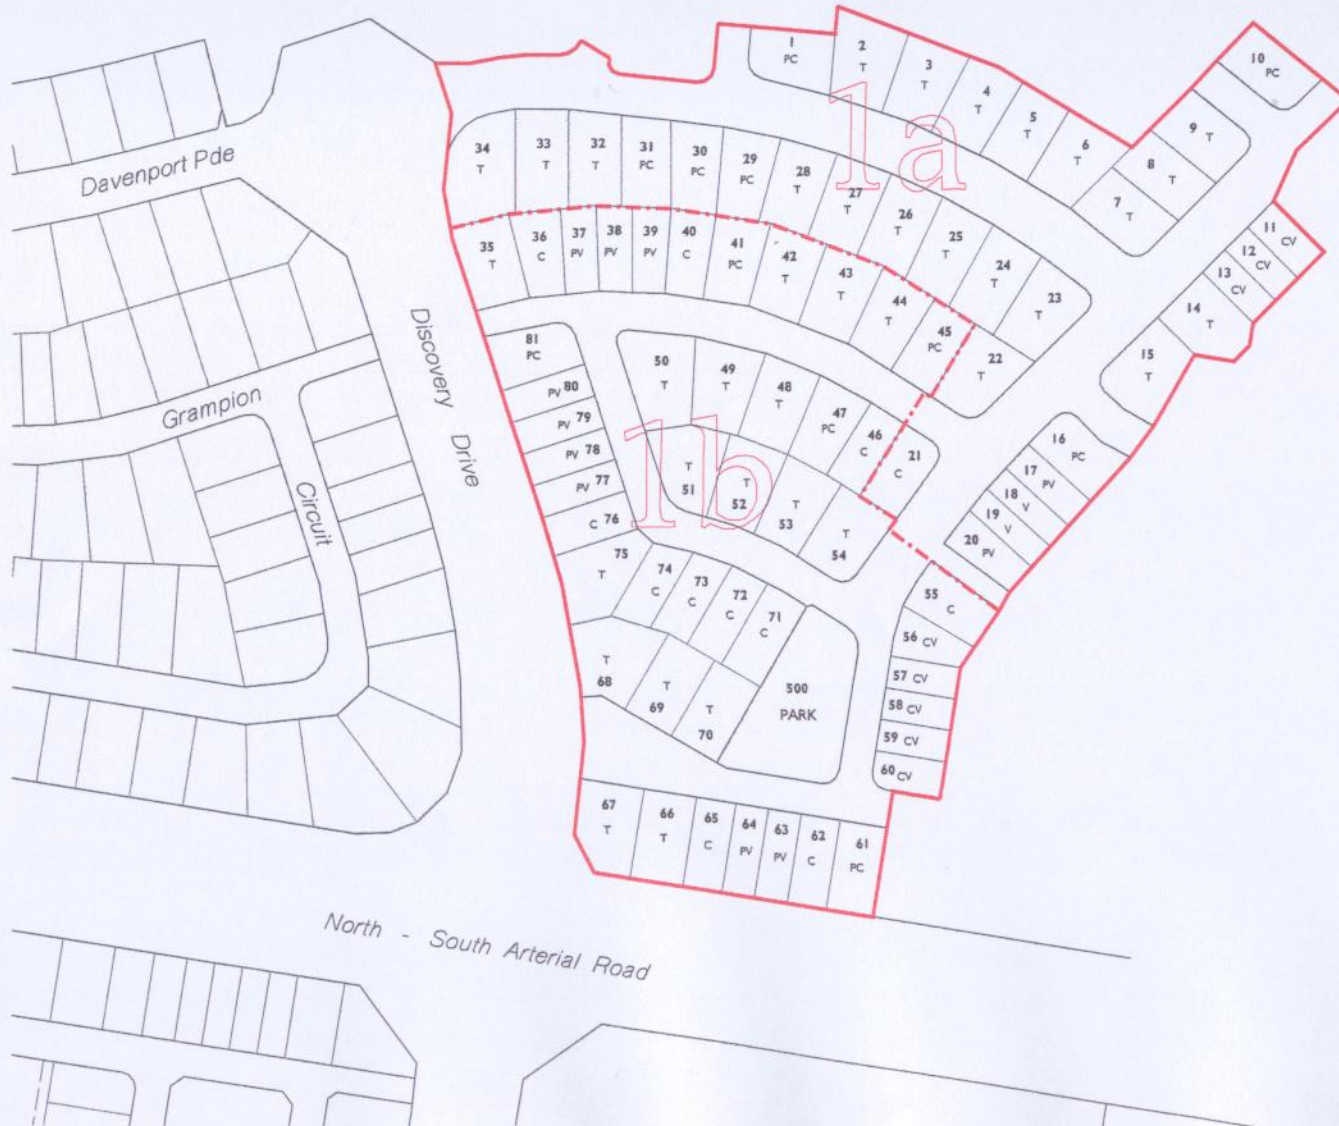 Davenport Pde
Grampion
Circuit
Discovery Drive
North - South Arterial Road
1a
1b
1
PC
2
T
3
T
4
T
5
T
6
T
7 T
8
T
9 T
10
PC
11
CV
12
CV
13
CV
14
T
15
T
16
PC
17
PV
18
V
19
V
20
PV
21
C
22
T
23
T
24
T
25
T
26
T
27
T
28
T
29
PC
30
PC
31
PC
32
T
33
T
34
T
35
T
36
C
37
PV
38
PV
39
PV
40
C
41
PC
42
T
43
T
44
T
45
PC
46
C
47
PC
48
T
49
T
50
T
T
51
T
52
T
53
T
54
55
C
56 CV
57 CV
58 CV
59 CV
60 CV
61
PC
62
C
63
PV
64
PV
65
C
66
T
67
T
T
68
T
69
T
70
71
C
72
C
73
C
74
C
75
T
C 76
PV 77
PV 78
PV 79
PV 80
81
PC
500
PARK